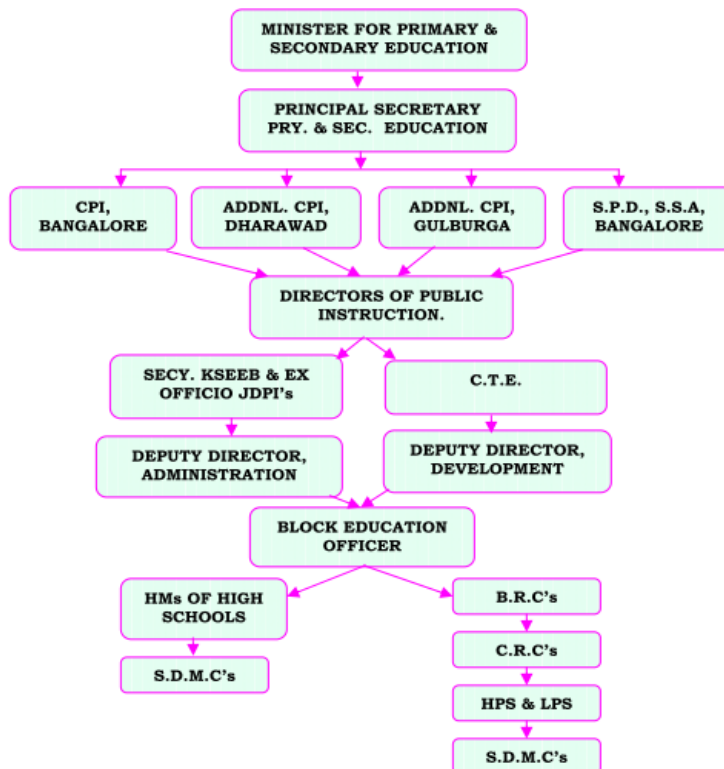 MINISTER FOR PRIMARY &
SECONDARY EDUCATION
PRINCIPAL SECRETARY
PRY. & SEC. EDUCATION
CPI,
BANGALORE
ADDNL. CPI,
DHARAWAD
ADDNL. CPI,
GULBURGA
S.P.D., S.S.A,
BANGALORE
DIRECTORS OF PUBLIC
INSTRUCTION.
SECY. KSEEB & EX
OFFICIO JDPI's
C.T.E.
DEPUTY DIRECTOR,
ADMINISTRATION
DEPUTY DIRECTOR,
DEVELOPMENT
BLOCK EDUCATION
OFFICER
HMs OF HIGH
SCHOOLS
S.D.M.C's
B.R.C's
C.R.C's
HPS & LPS
S.D.M.C's